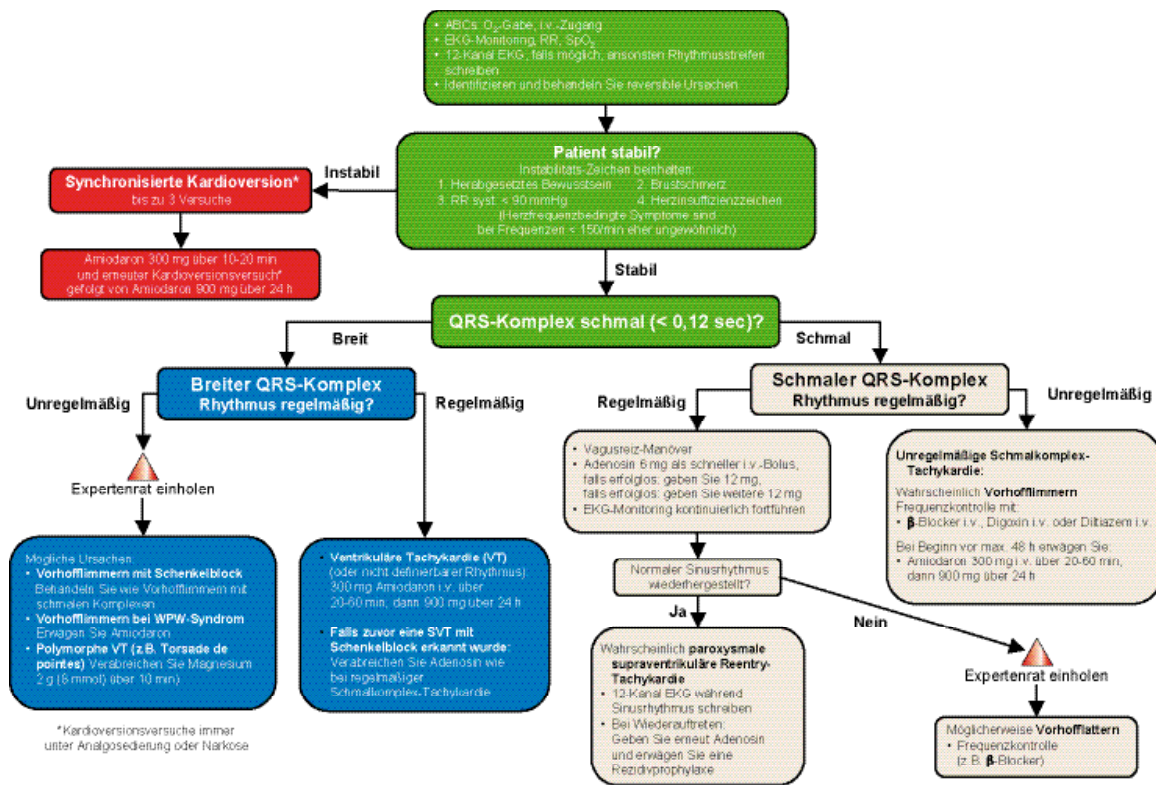 • ABCs: O₂-Gabe, i.v.-Zugang
• EKG-Monitoring, RR, SpO₂
• 12-Kanal EKG, falls möglich, ansonsten Rhythmusstreifen
schreiben
• Identifizieren und behandeln Sie reversible Ursachen
Patient stabil?
Instabilitäts-Zeichen beinhalten:
1. Herabgesetztes Bewusstsein 2. Brustschmerz
3. RR syst. < 90 mmHg 4. Herzinsuffizienzzeichen
(Herzfrequenzbedingte Symptome sind
bei Frequenzen < 150/min eher ungewöhnlich)
Instabil
Synchronisierte Kardioversion*
bis zu 3 Versuche
Amiodaron 300 mg über 10-20 min
und erneuter Kardioversionsversuch*
gefolgt von Amiodaron 900 mg über 24 h
Stabil
QRS-Komplex schmal (< 0,12 sec)?
Breit
Schmal
Breiter QRS-Komplex
Rhythmus regelmäßig?
Unregelmäßig
Regelmäßig
Expertenrat einholen
Mögliche Ursachen:
• Vorhofflimmern mit Schenkelblock
Behandeln Sie wie Vorhofflimmern mit
schmalen Komplexen
• Vorhofflimmern bei WPW-Syndrom
Erwägen Sie Amiodaron
• Polymorphe VT (z.B. Torsade de
pointes) Verabreichen Sie Magnesium
2 g (8 mmol) über 10 min)
• Ventrikuläre Tachykardie (VT)
(oder nicht definierbarer Rhythmus):
300 mg Amiodaron i.v. über
20-60 min, dann 900 mg über 24 h
• Falls zuvor eine SVT mit
Schenkelblock erkannt wurde:
Verabreichen Sie Adenosin wie
bei regelmäßiger
Schmalkomplex-Tachykardie
*Kardioversionsversuche immer
unter Analgosedierung oder Narkose
Schmaler QRS-Komplex
Rhythmus regelmäßig?
Regelmäßig
Unregelmäßig
• Vagusreiz-Manöver
• Adenosin 6 mg als schneller i.v.-Bolus,
falls erfolglos: geben Sie 12 mg,
falls erfolglos: geben Sie weitere 12 mg
• EKG-Monitoring kontinuierlich fortführen
Normaler Sinusrhythmus
wiederhergestellt?
Ja
Nein
Wahrscheinlich paroxysmale
supraventrikuläre Reentry-
Tachykardie
• 12-Kanal EKG während
Sinusrhythmus schreiben
• Bei Wiederauftreten:
Geben Sie erneut Adenosin
und erwägen Sie eine
Rezidivprophylaxe
Unregelmäßige Schmalkomplex-
Tachykardie:
Wahrscheinlich Vorhofflimmern
Frequenzkontrolle mit:
• β-Blocker i.v., Digoxin i.v. oder Diltiazem i.v.
Bei Beginn vor max. 48 h erwägen Sie:
• Amiodaron 300 mg i.v. über 20-60 min,
dann 900 mg über 24 h
Expertenrat einholen
Möglicherweise Vorhofflattern
• Frequenzkontrolle
(z.B. β-Blocker)